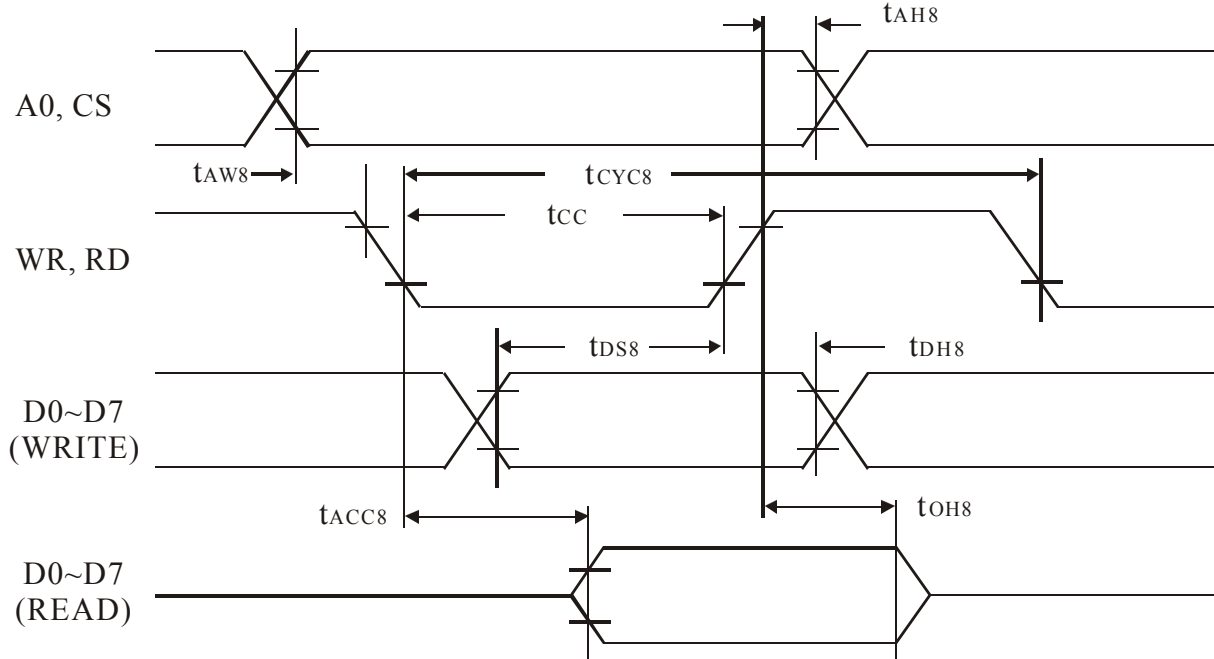 tAH8
A0, CS
tAW8
tCYC8
tCC
WR, RD
tDS8
tDH8
D0~D7
(WRITE)
tACC8
tOH8
D0~D7
(READ)